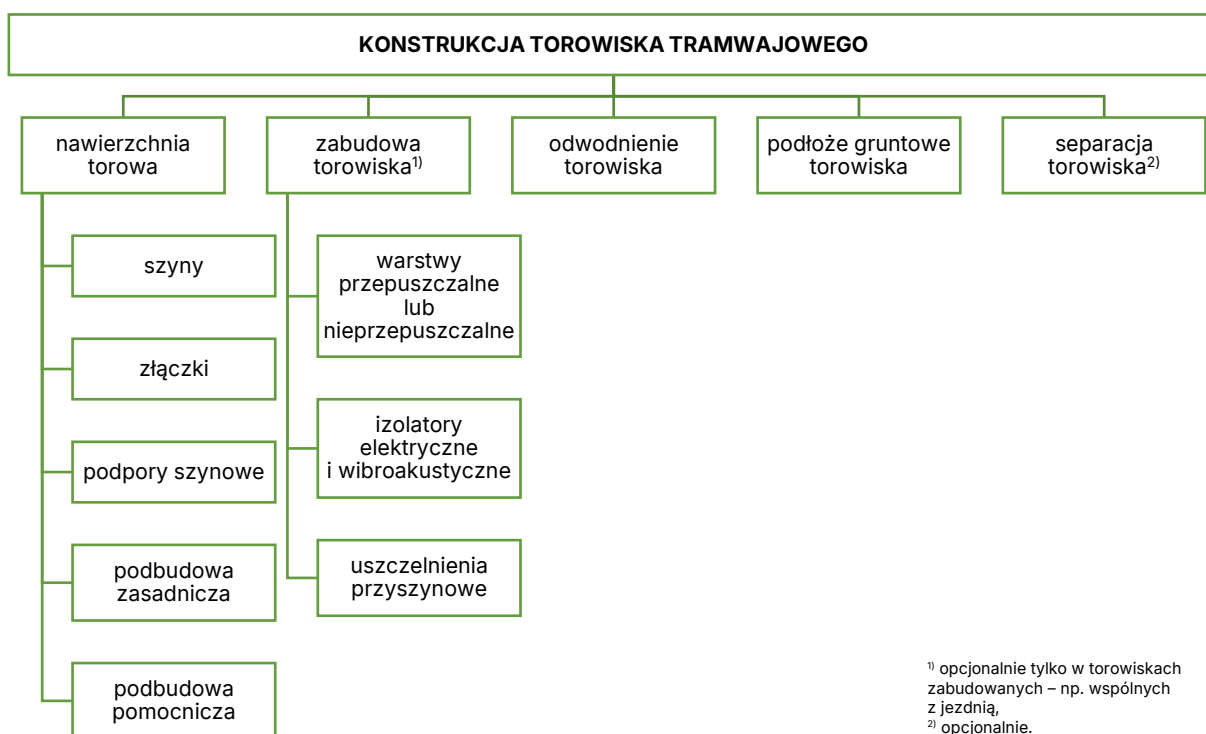 KONSTRUKCJA TOROWISKA TRAMWAJOWEGO
nawierzchnia
torowa
zabudowa
torowiska¹⁾
odwodnienie
torowiska
podłoże gruntowe
torowiska
separacja
torowiska²⁾
szyny
złączki
podpory szynowe
podbudowa
zasadnicza
podbudowa
pomocnicza
warstwy
przepuszczalne
lub
nieprzepuszczalne
izolatory
elektryczne
i wibroakustyczne
uszczelnienia
przyszynowe
¹⁾ opcjonalnie tylko w torowiskach
zabudowanych – np. wspólnych
z jezdnią,
²⁾ opcjonalnie.